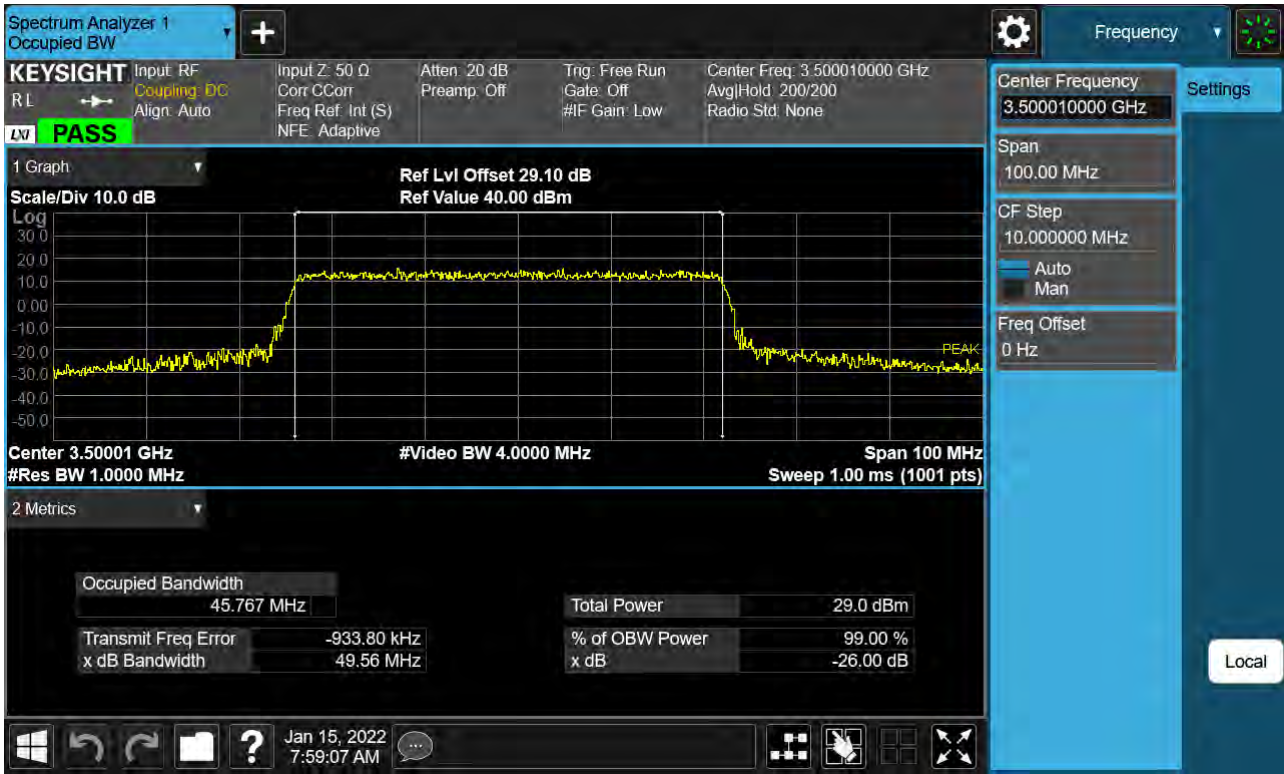 Spectrum Analyzer 1
Occupied BW
Frequency
KEYSIGHT
RL
LXI PASS
Input: RF
Coupling: DC
Align: Auto
Input Z: 50 Ω
Corr CCorr
Freq Ref: Int (S)
NFE: Adaptive
Atten: 20 dB
Preamp: Off
Trig: Free Run
Gate: Off
#IF Gain: Low
Center Freq: 3.500010000 GHz
Avg|Hold: 200/200
Radio Std: None
Center Frequency
3.500010000 GHz
Settings
Span
100.00 MHz
CF Step
10.000000 MHz
Auto
Man
Freq Offset
0 Hz
1 Graph
Scale/Div 10.0 dB
Ref Lvl Offset 29.10 dB
Ref Value 40.00 dBm
Log
30.0
20.0
10.0
0.00
-10.0
-20.0
-30.0
-40.0
-50.0
PEAK
Center 3.50001 GHz
#Video BW 4.0000 MHz
Span 100 MHz
#Res BW 1.0000 MHz
Sweep 1.00 ms (1001 pts)
2 Metrics
Occupied Bandwidth
45.767 MHz
Total Power 29.0 dBm
Transmit Freq Error -933.80 kHz
% of OBW Power 99.00 %
x dB Bandwidth 49.56 MHz
x dB -26.00 dB
Local
?
Jan 15, 2022
7:59:07 AM